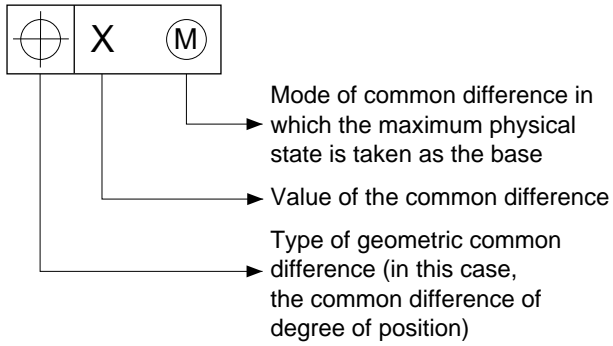 X M
Mode of common difference in
which the maximum physical
state is taken as the base
Value of the common difference
Type of geometric common
difference (in this case,
the common difference of
degree of position)